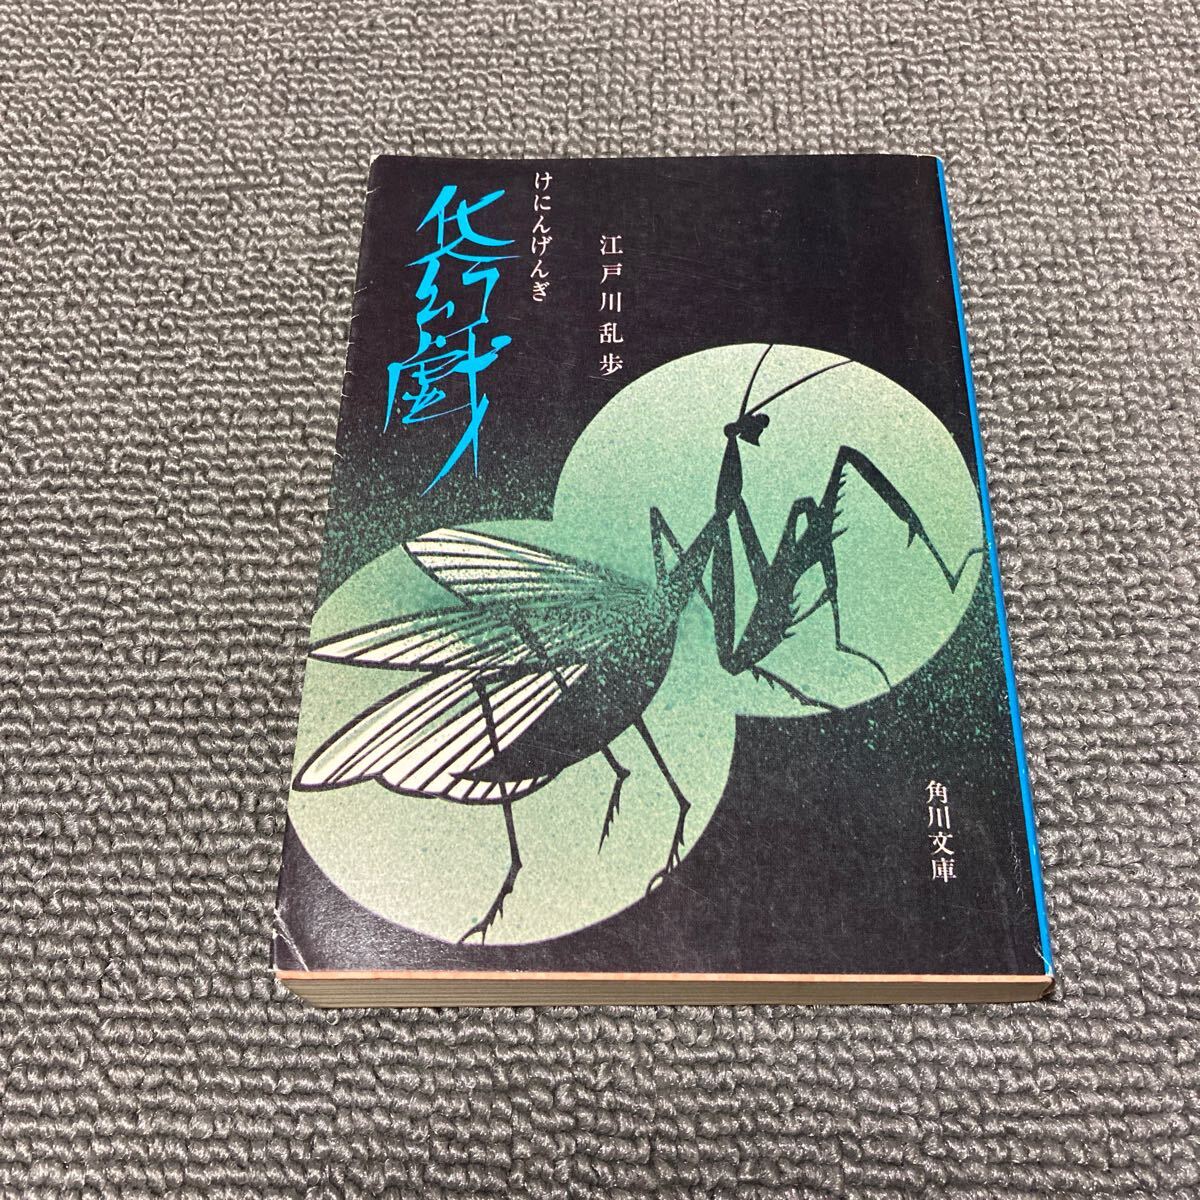 江戸川乱歩
けにんげんぎ
化人幻戯
角川文庫